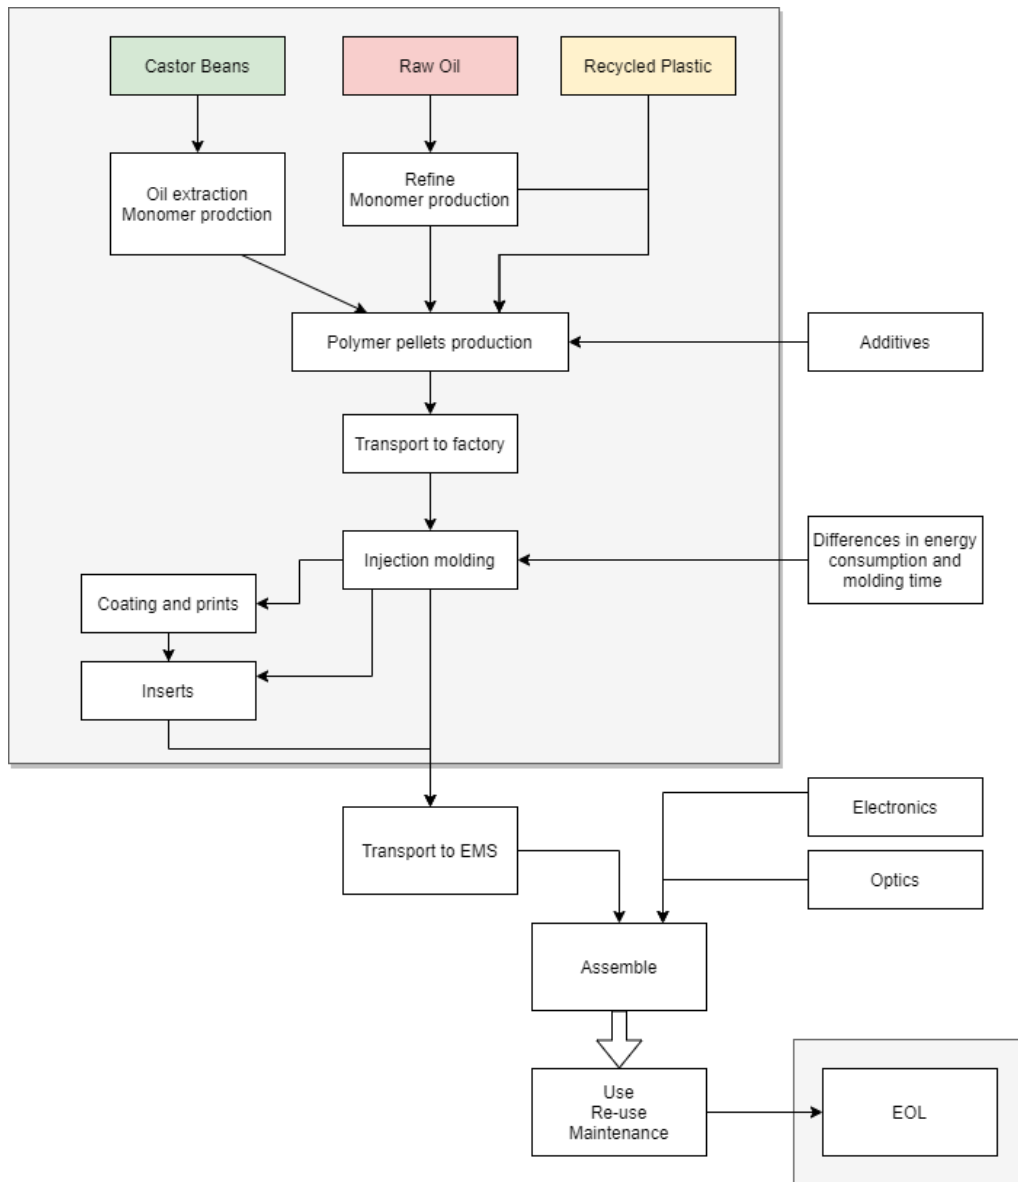 Castor Beans
Raw Oil
Recycled Plastic
Oil extraction
Monomer prodction
Refine
Monomer production
Polymer pellets production
Additives
Transport to factory
Injection molding
Differences in energy
consumption and
molding time
Coating and prints
Inserts
Transport to EMS
Electronics
Optics
Assemble
Use
Re-use
Maintenance
EOL